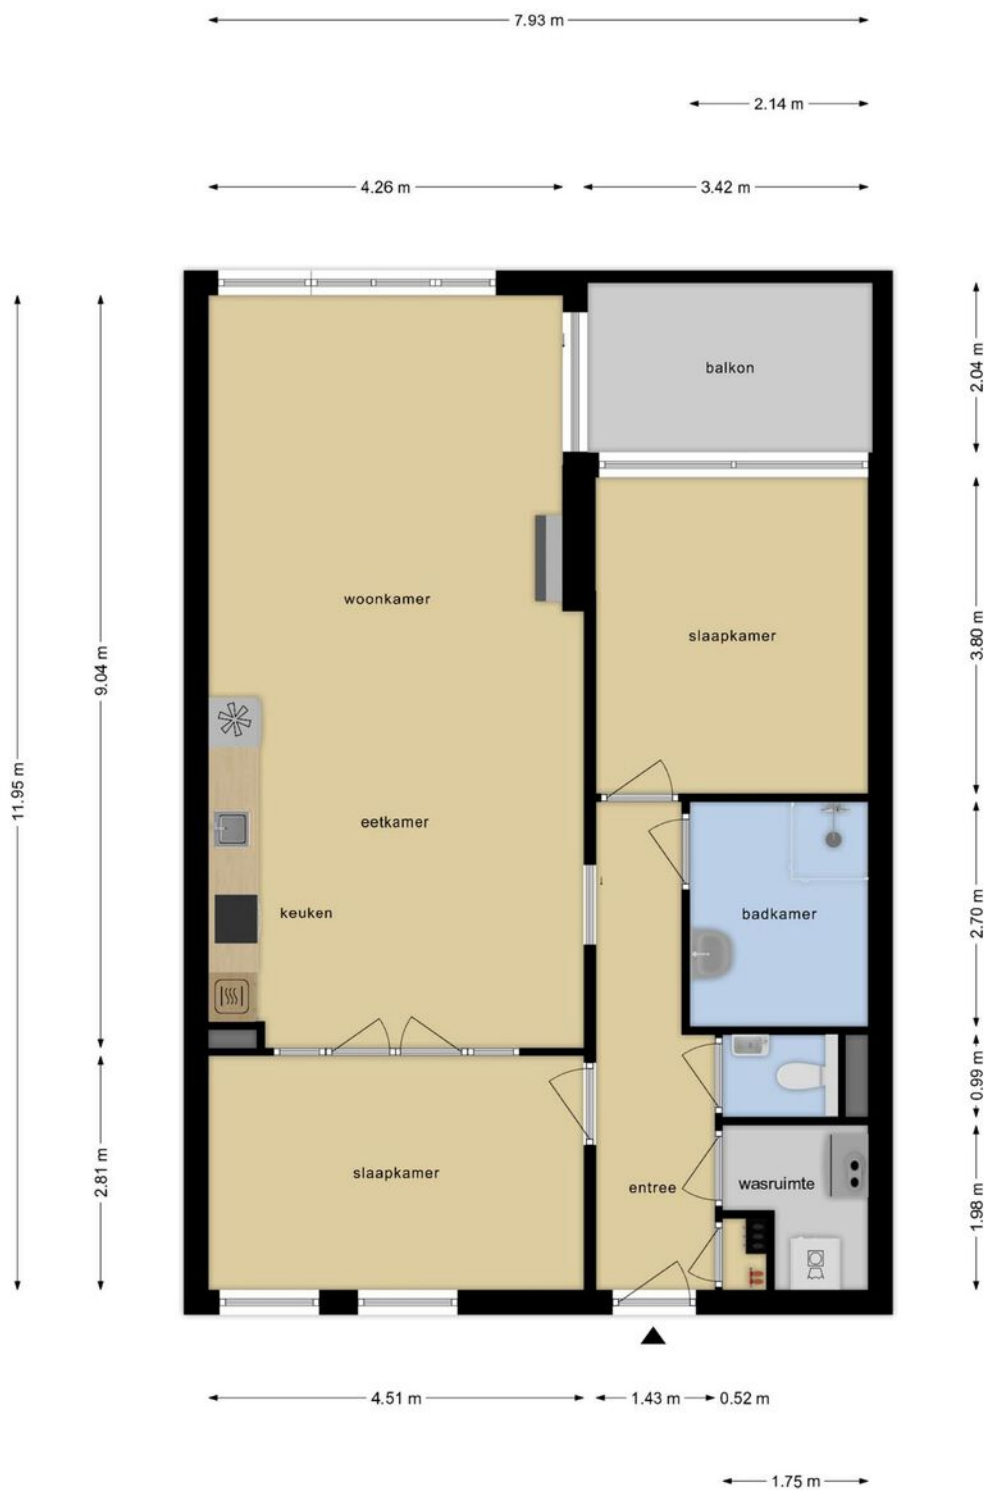 7.93 m
2.14 m
4.26 m
3.42 m
balkon
2.04 m
woonkamer
slaapkamer
3.80 m
9.04 m
11.95 m
eetkamer
keuken
badkamer
2.70 m
0.99 m
slaapkamer
entree
wasruimte
2.81 m
1.98 m
4.51 m
1.43 m
0.52 m
1.75 m